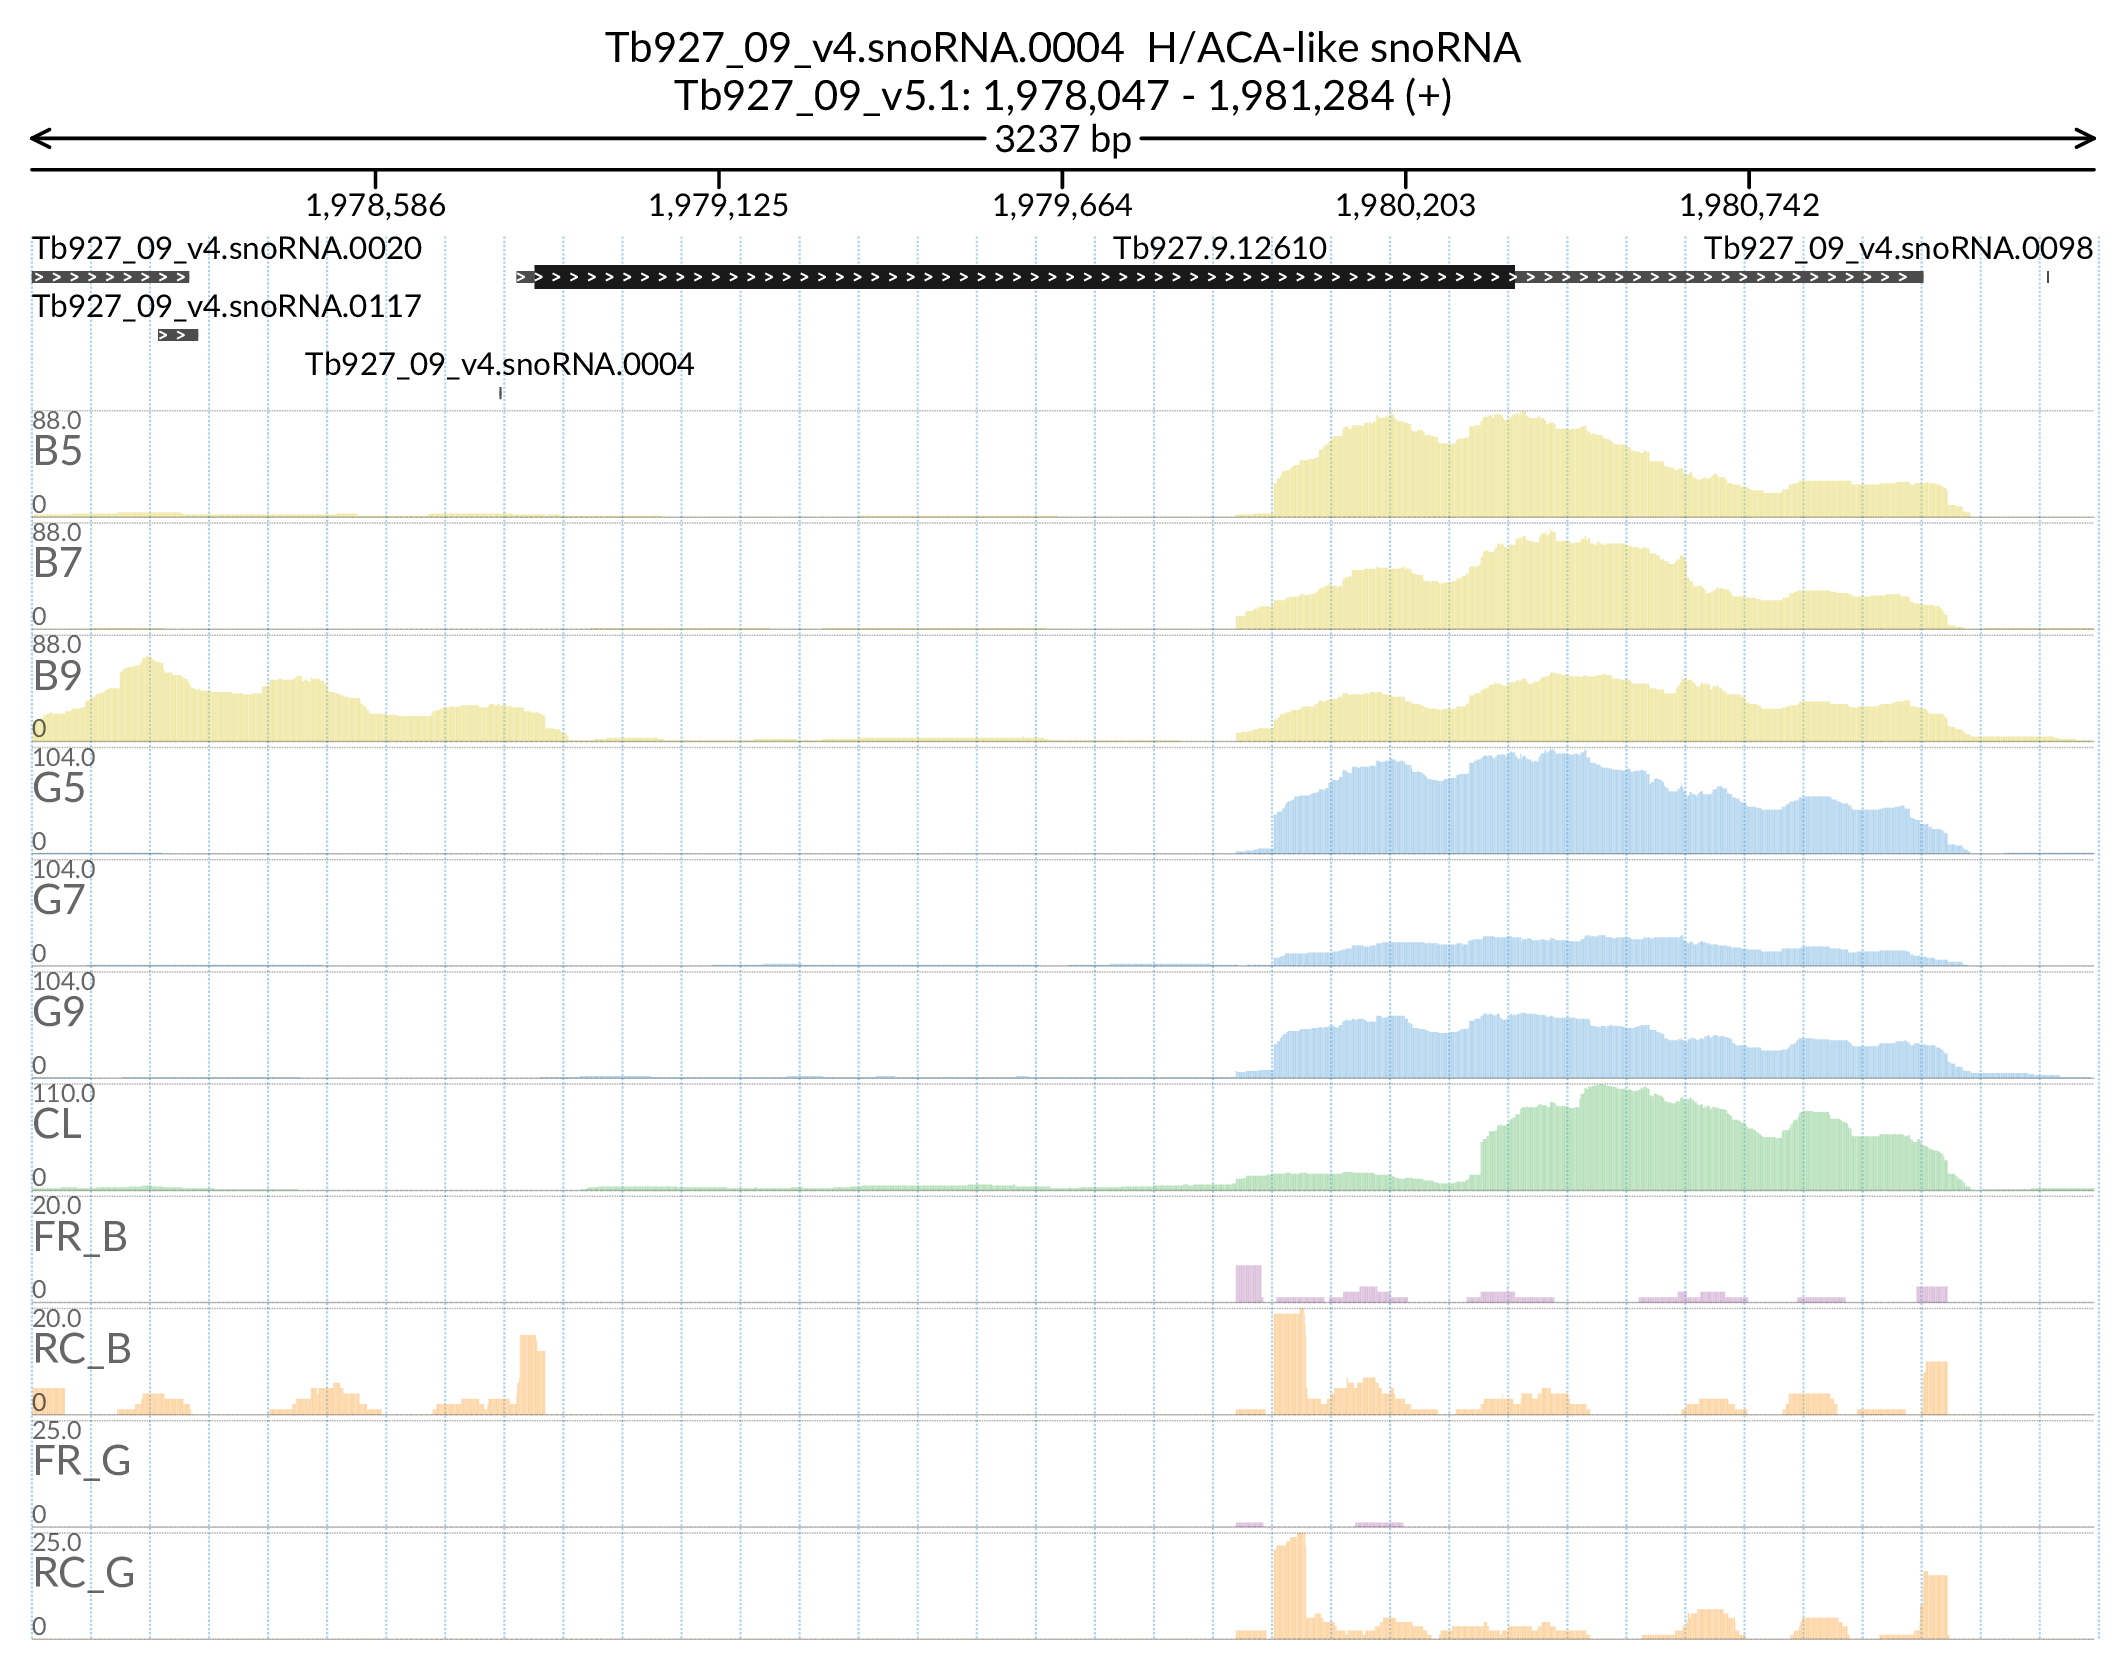 Tb927_09_v4.snoRNA.0004 H/ACA-like snoRNA
Tb927_09_v5.1: 1,978,047 - 1,981,284 (+)
3237 bp
1,978,586 1,979,125 1,979,664 1,980,203 1,980,742
Tb927_09_v4.snoRNA.0020 Tb927.9.12610 Tb927_09_v4.snoRNA.0098
Tb927_09_v4.snoRNA.0117
Tb927_09_v4.snoRNA.0004
88.0
B5
0
88.0
B7
0
88.0
B9
0
104.0
G5
0
104.0
G7
0
104.0
G9
0
110.0
CL
0
20.0
FR_B
0
20.0
RC_B
0
25.0
FR_G
0
25.0
RC_G
0